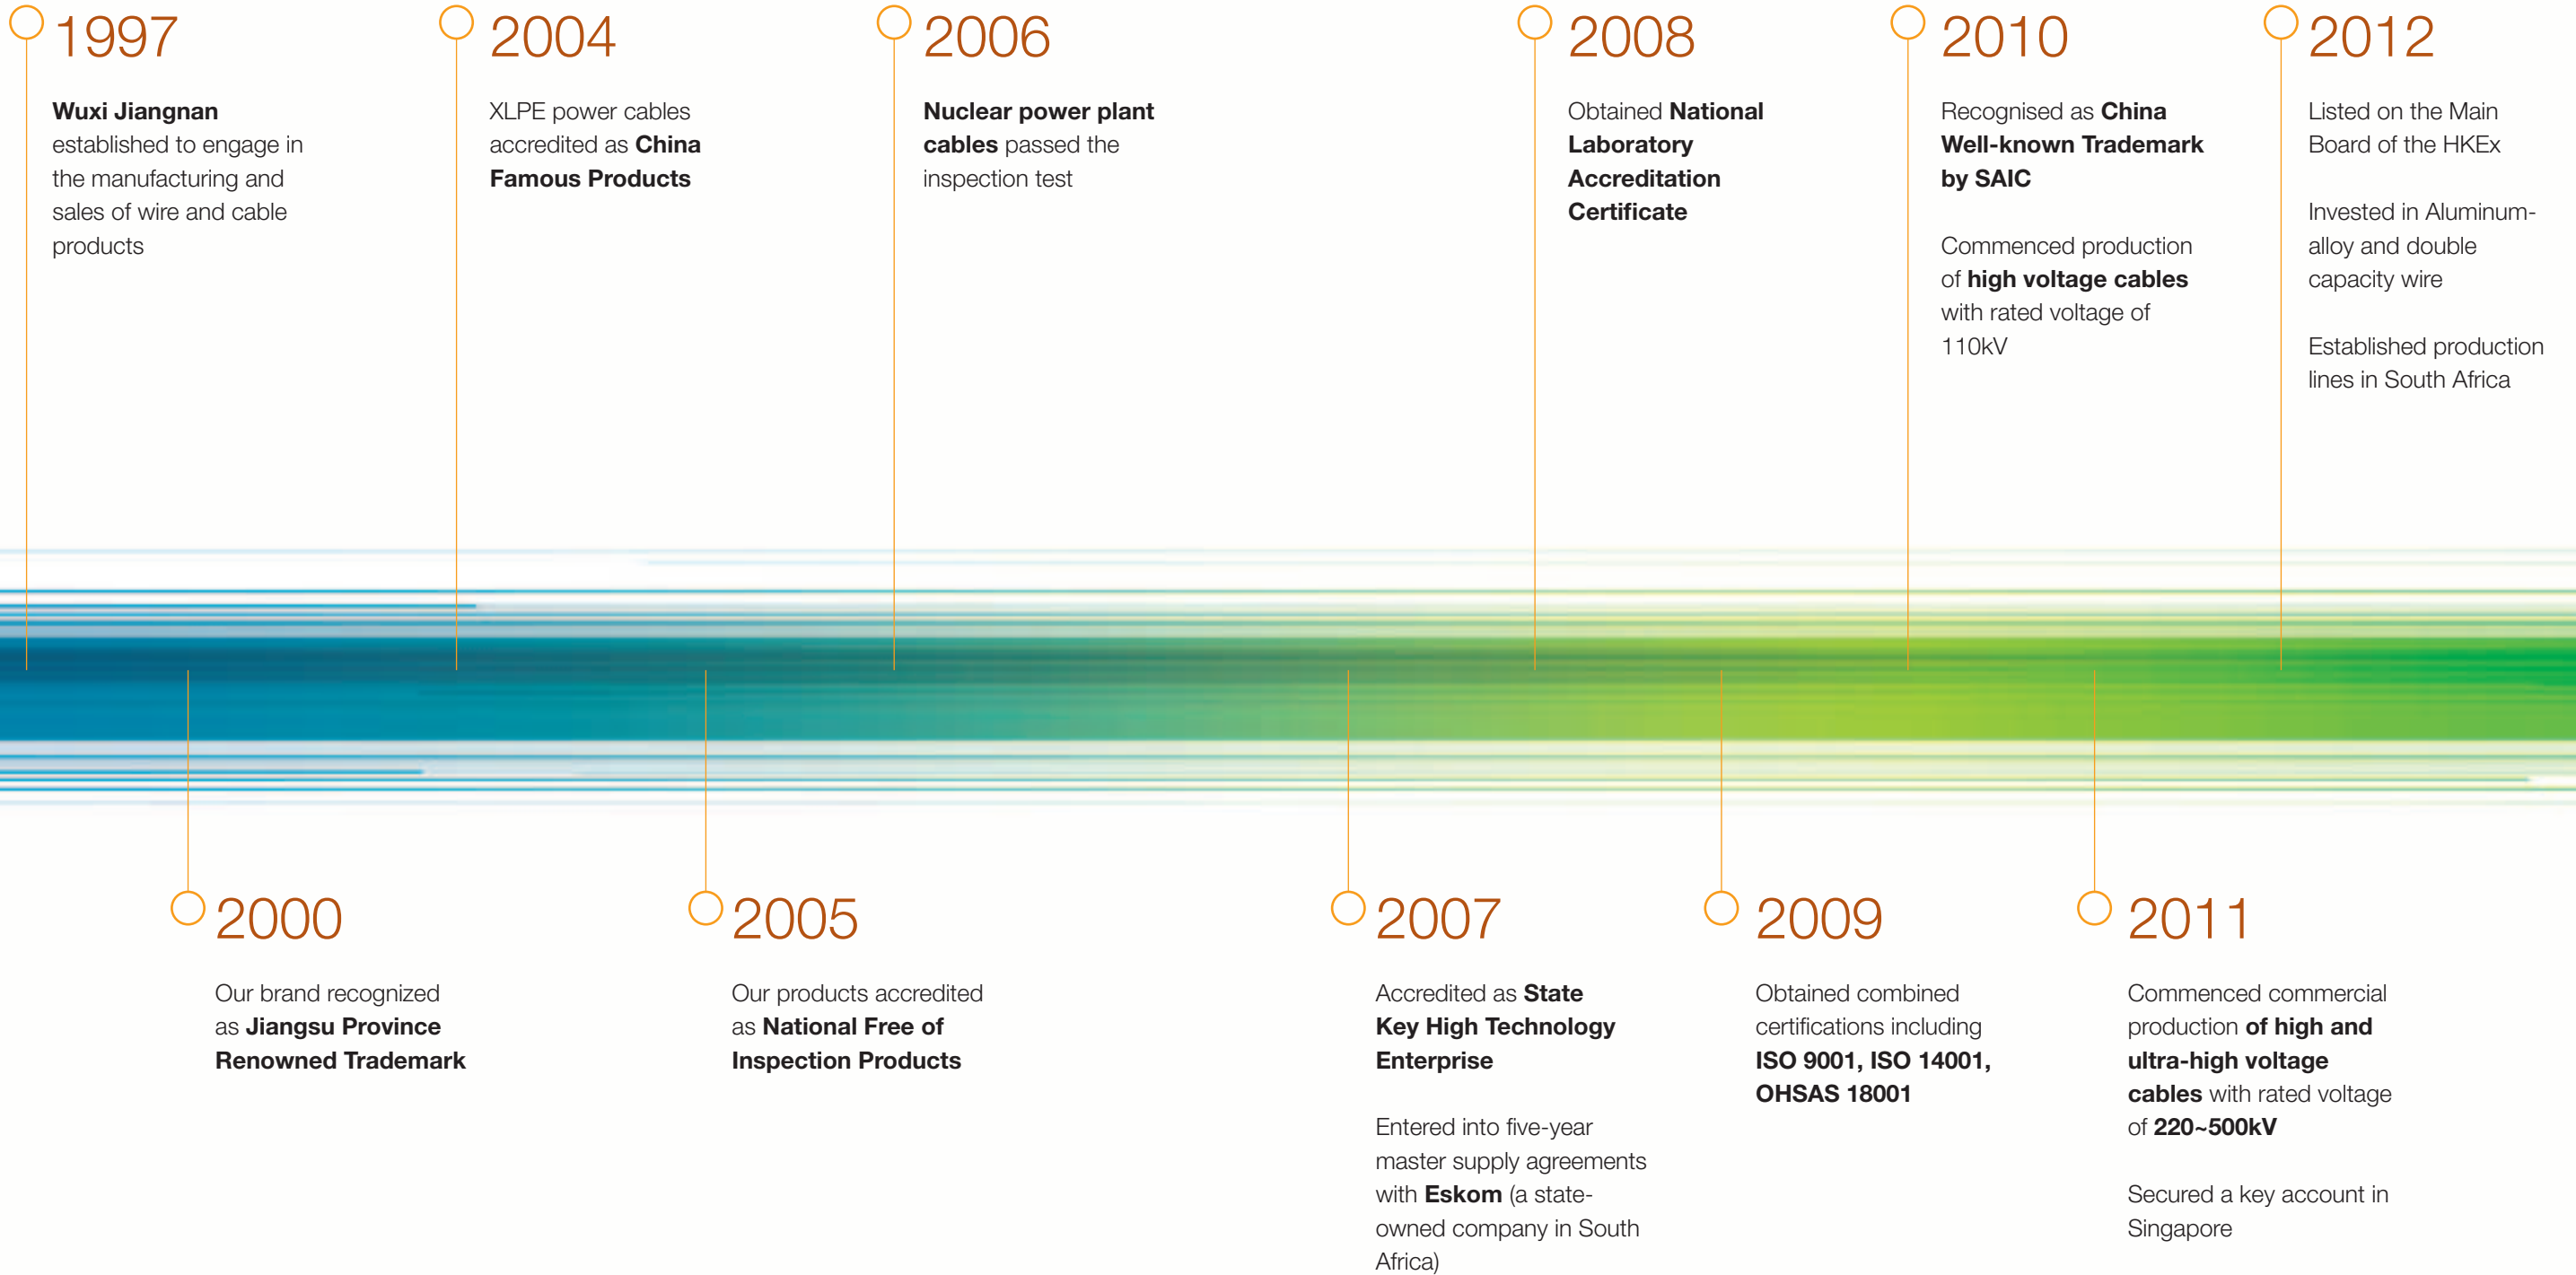 1997
Wuxi Jiangnan
established to engage in
the manufacturing and
sales of wire and cable
products
2004
XLPE power cables
accredited as China
Famous Products
2006
Nuclear power plant
cables passed the
inspection test
2008
Obtained National
Laboratory
Accreditation
Certificate
2010
Recognised as China
Well-known Trademark
by SAIC
Commenced production
of high voltage cables
with rated voltage of
110kV
2012
Listed on the Main
Board of the HKEx
Invested in Aluminum-
alloy and double
capacity wire
Established production
lines in South Africa
2000
Our brand recognized
as Jiangsu Province
Renowned Trademark
2005
Our products accredited
as National Free of
Inspection Products
2007
Accredited as State
Key High Technology
Enterprise
Entered into five-year
master supply agreements
with Eskom (a state-
owned company in South
Africa)
2009
Obtained combined
certifications including
ISO 9001, ISO 14001,
OHSAS 18001
2011
Commenced commercial
production of high and
ultra-high voltage
cables with rated voltage
of 220~500kV
Secured a key account in
Singapore